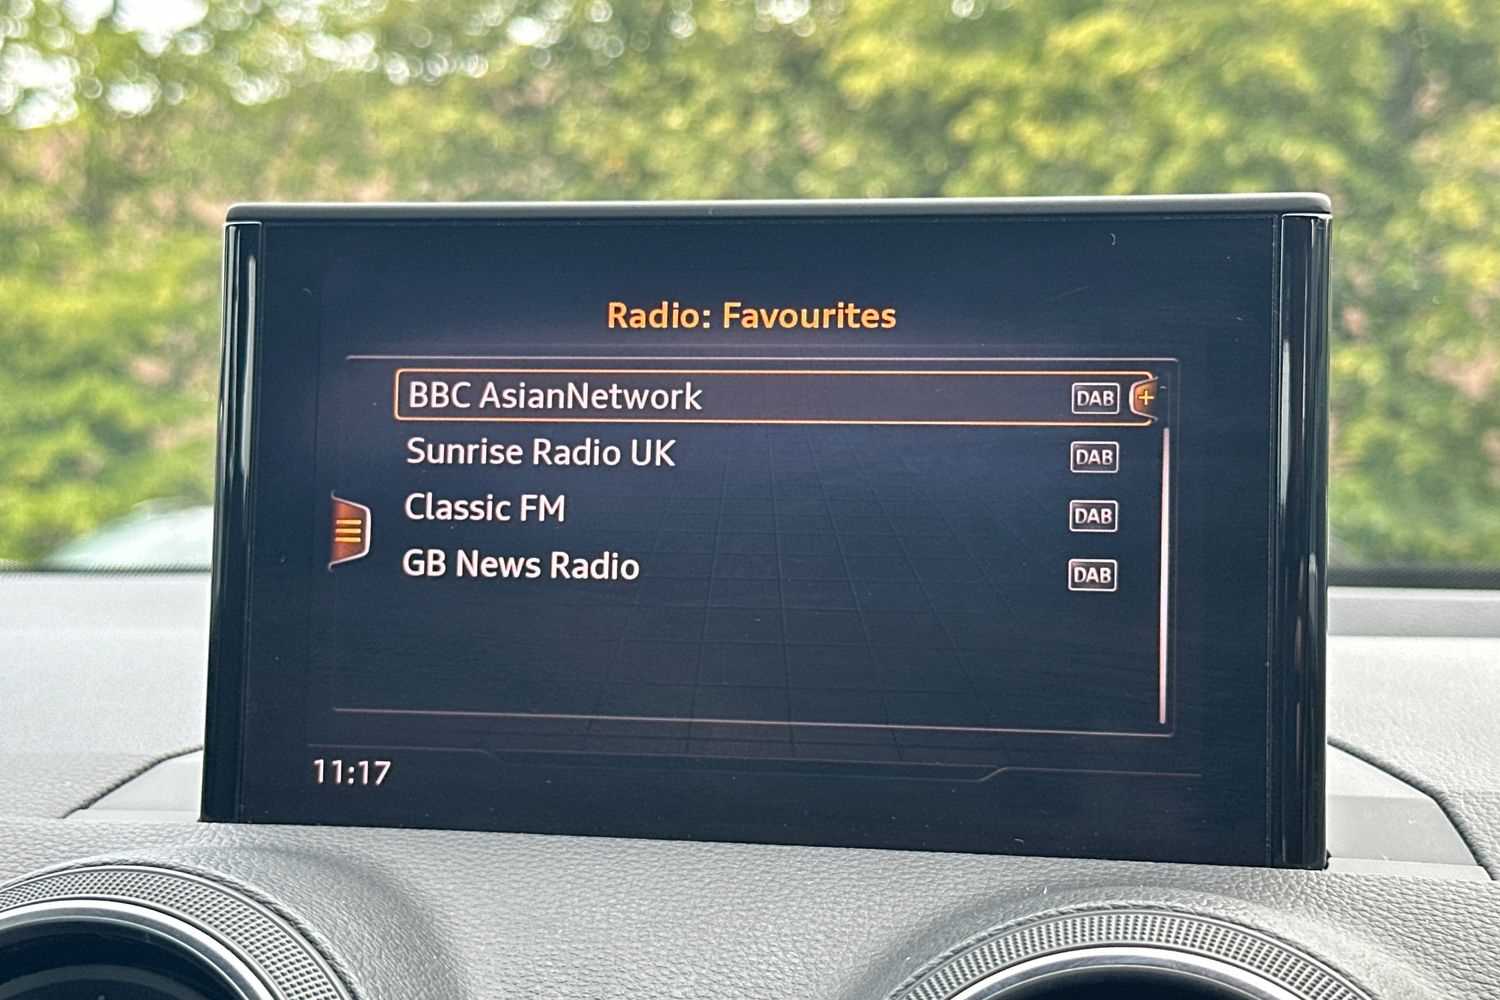 Radio: Favourites
BBC AsianNetwork DAB +
Sunrise Radio UK DAB
Classic FM DAB
GB News Radio DAB
11:17